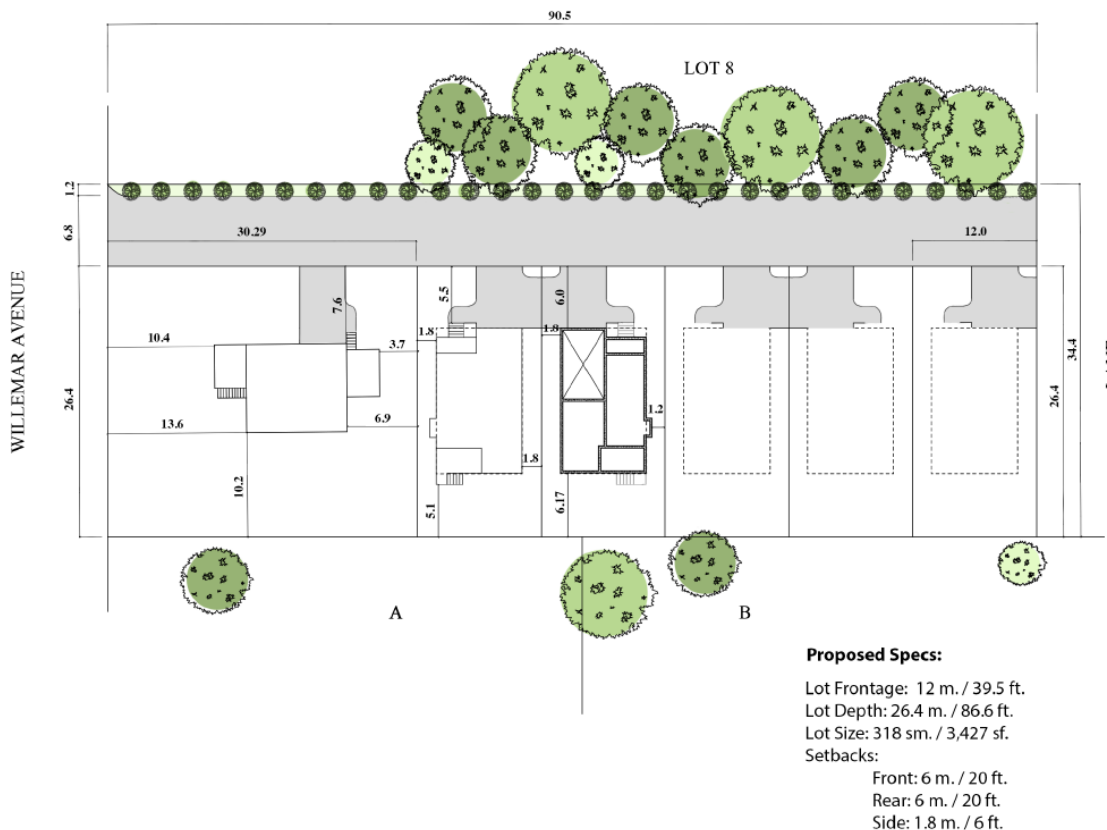 90.5
LOT 8
1.2
6.8
30.29
12.0
WILLEMAR AVENUE
26.4
7.6
5.5
6.0
10.4
3.7
1.8
1.8
34.4
26.4
13.6
6.9
1.2
10.2
1.8
5.1
6.17
A
B
Proposed Specs:
Lot Frontage: 12 m. / 39.5 ft.
Lot Depth: 26.4 m. / 86.6 ft.
Lot Size: 318 sm. / 3,427 sf.
Setbacks:
Front: 6 m. / 20 ft.
Rear: 6 m. / 20 ft.
Side: 1.8 m. / 6 ft.